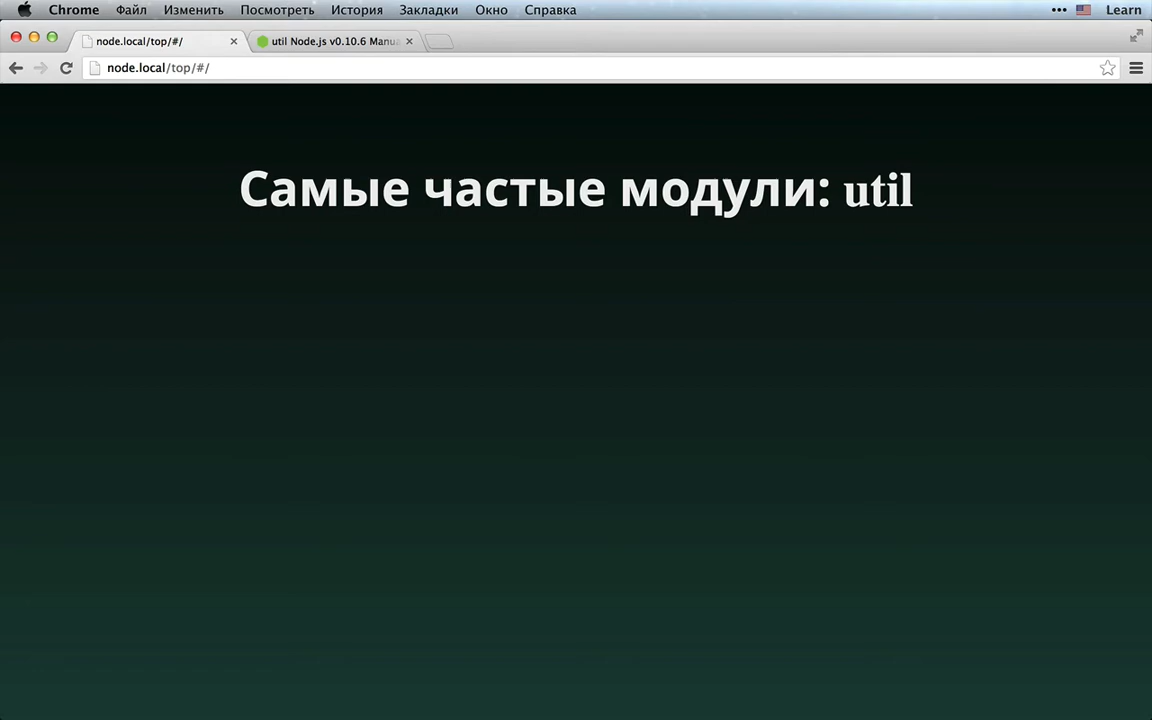 Chrome Файл Изменить Посмотреть История Закладки Окно Справка Learn
node.local/top/#/ util Node.js v0.10.6 Manua
node.local/top/#/
Самые частые модули: util